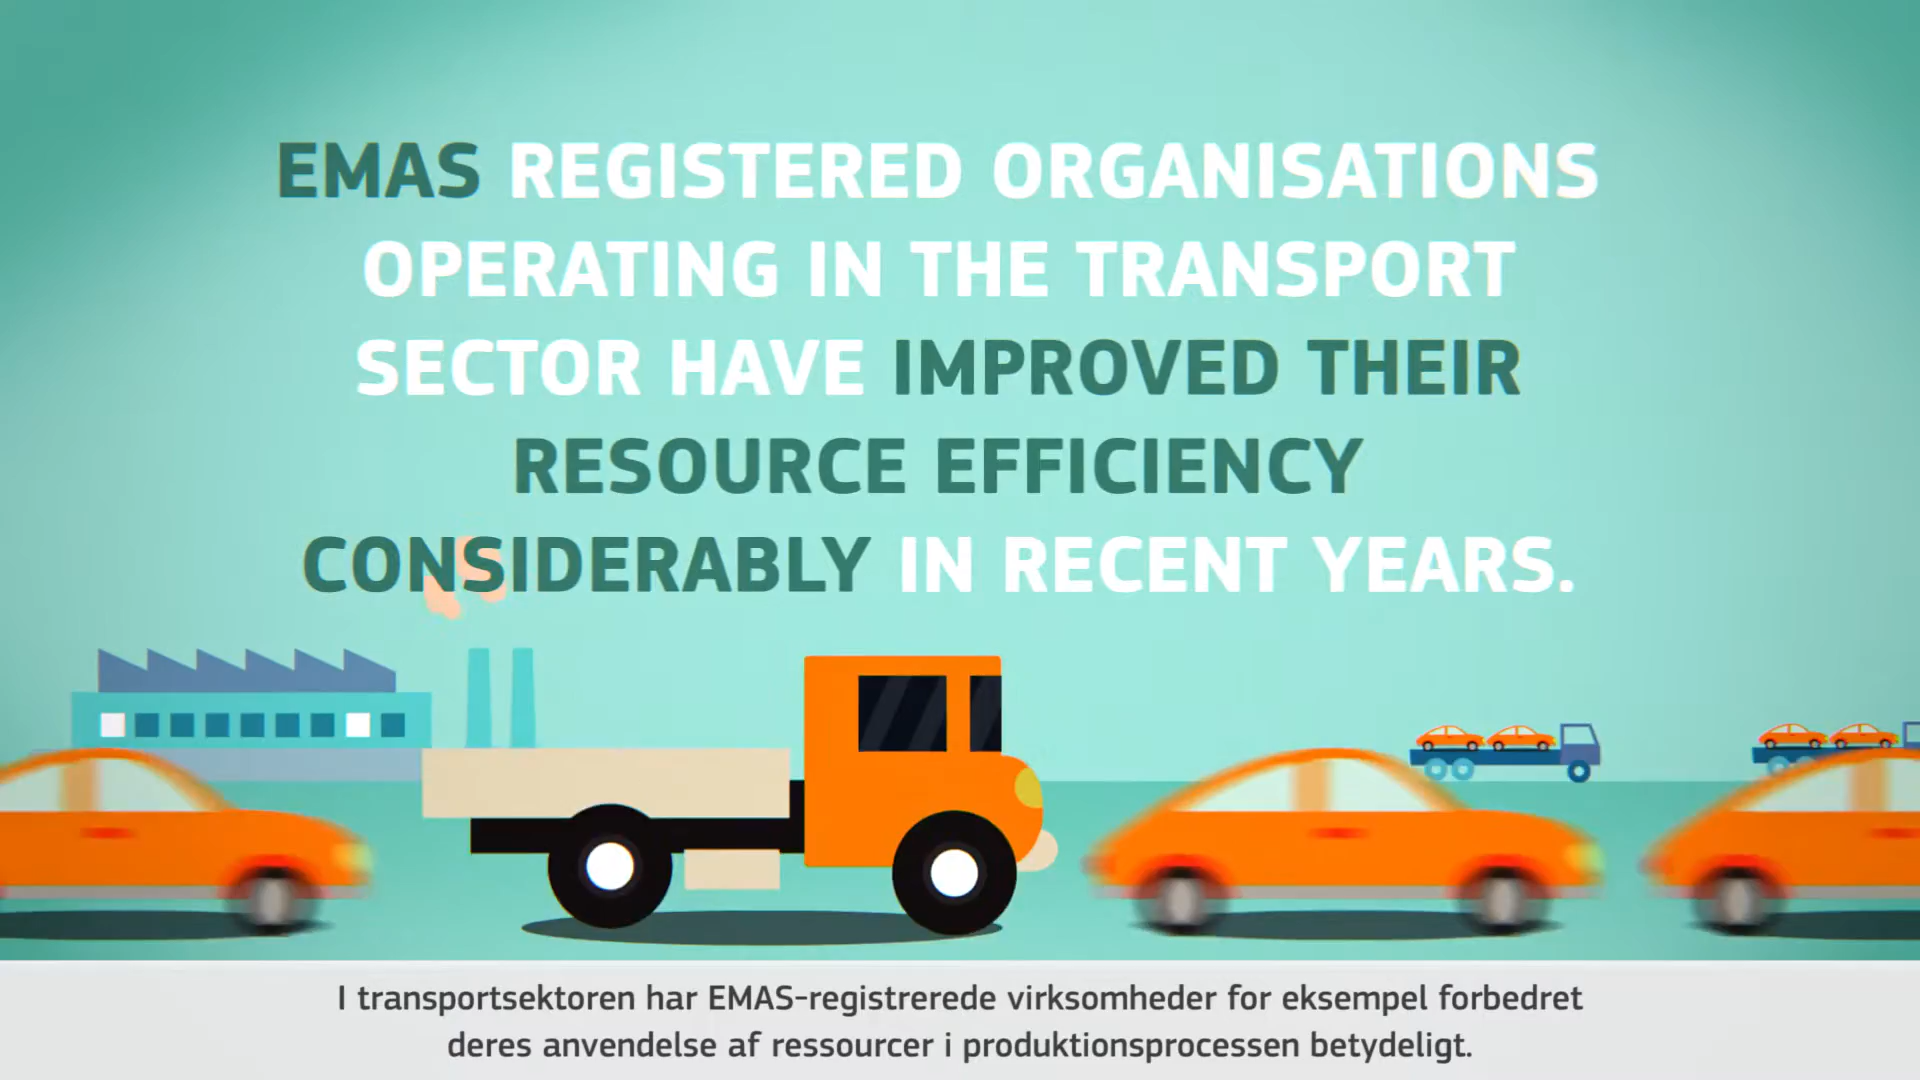 EMAS REGISTERED ORGANISATIONS
OPERATING IN THE TRANSPORT
SECTOR HAVE IMPROVED THEIR
RESOURCE EFFICIENCY
CONSIDERABLY IN RECENT YEARS.
I transportsektoren har EMAS-registrerede virksomheder for eksempel forbedret
deres anvendelse af ressourcer i produktionsprocessen betydeligt.